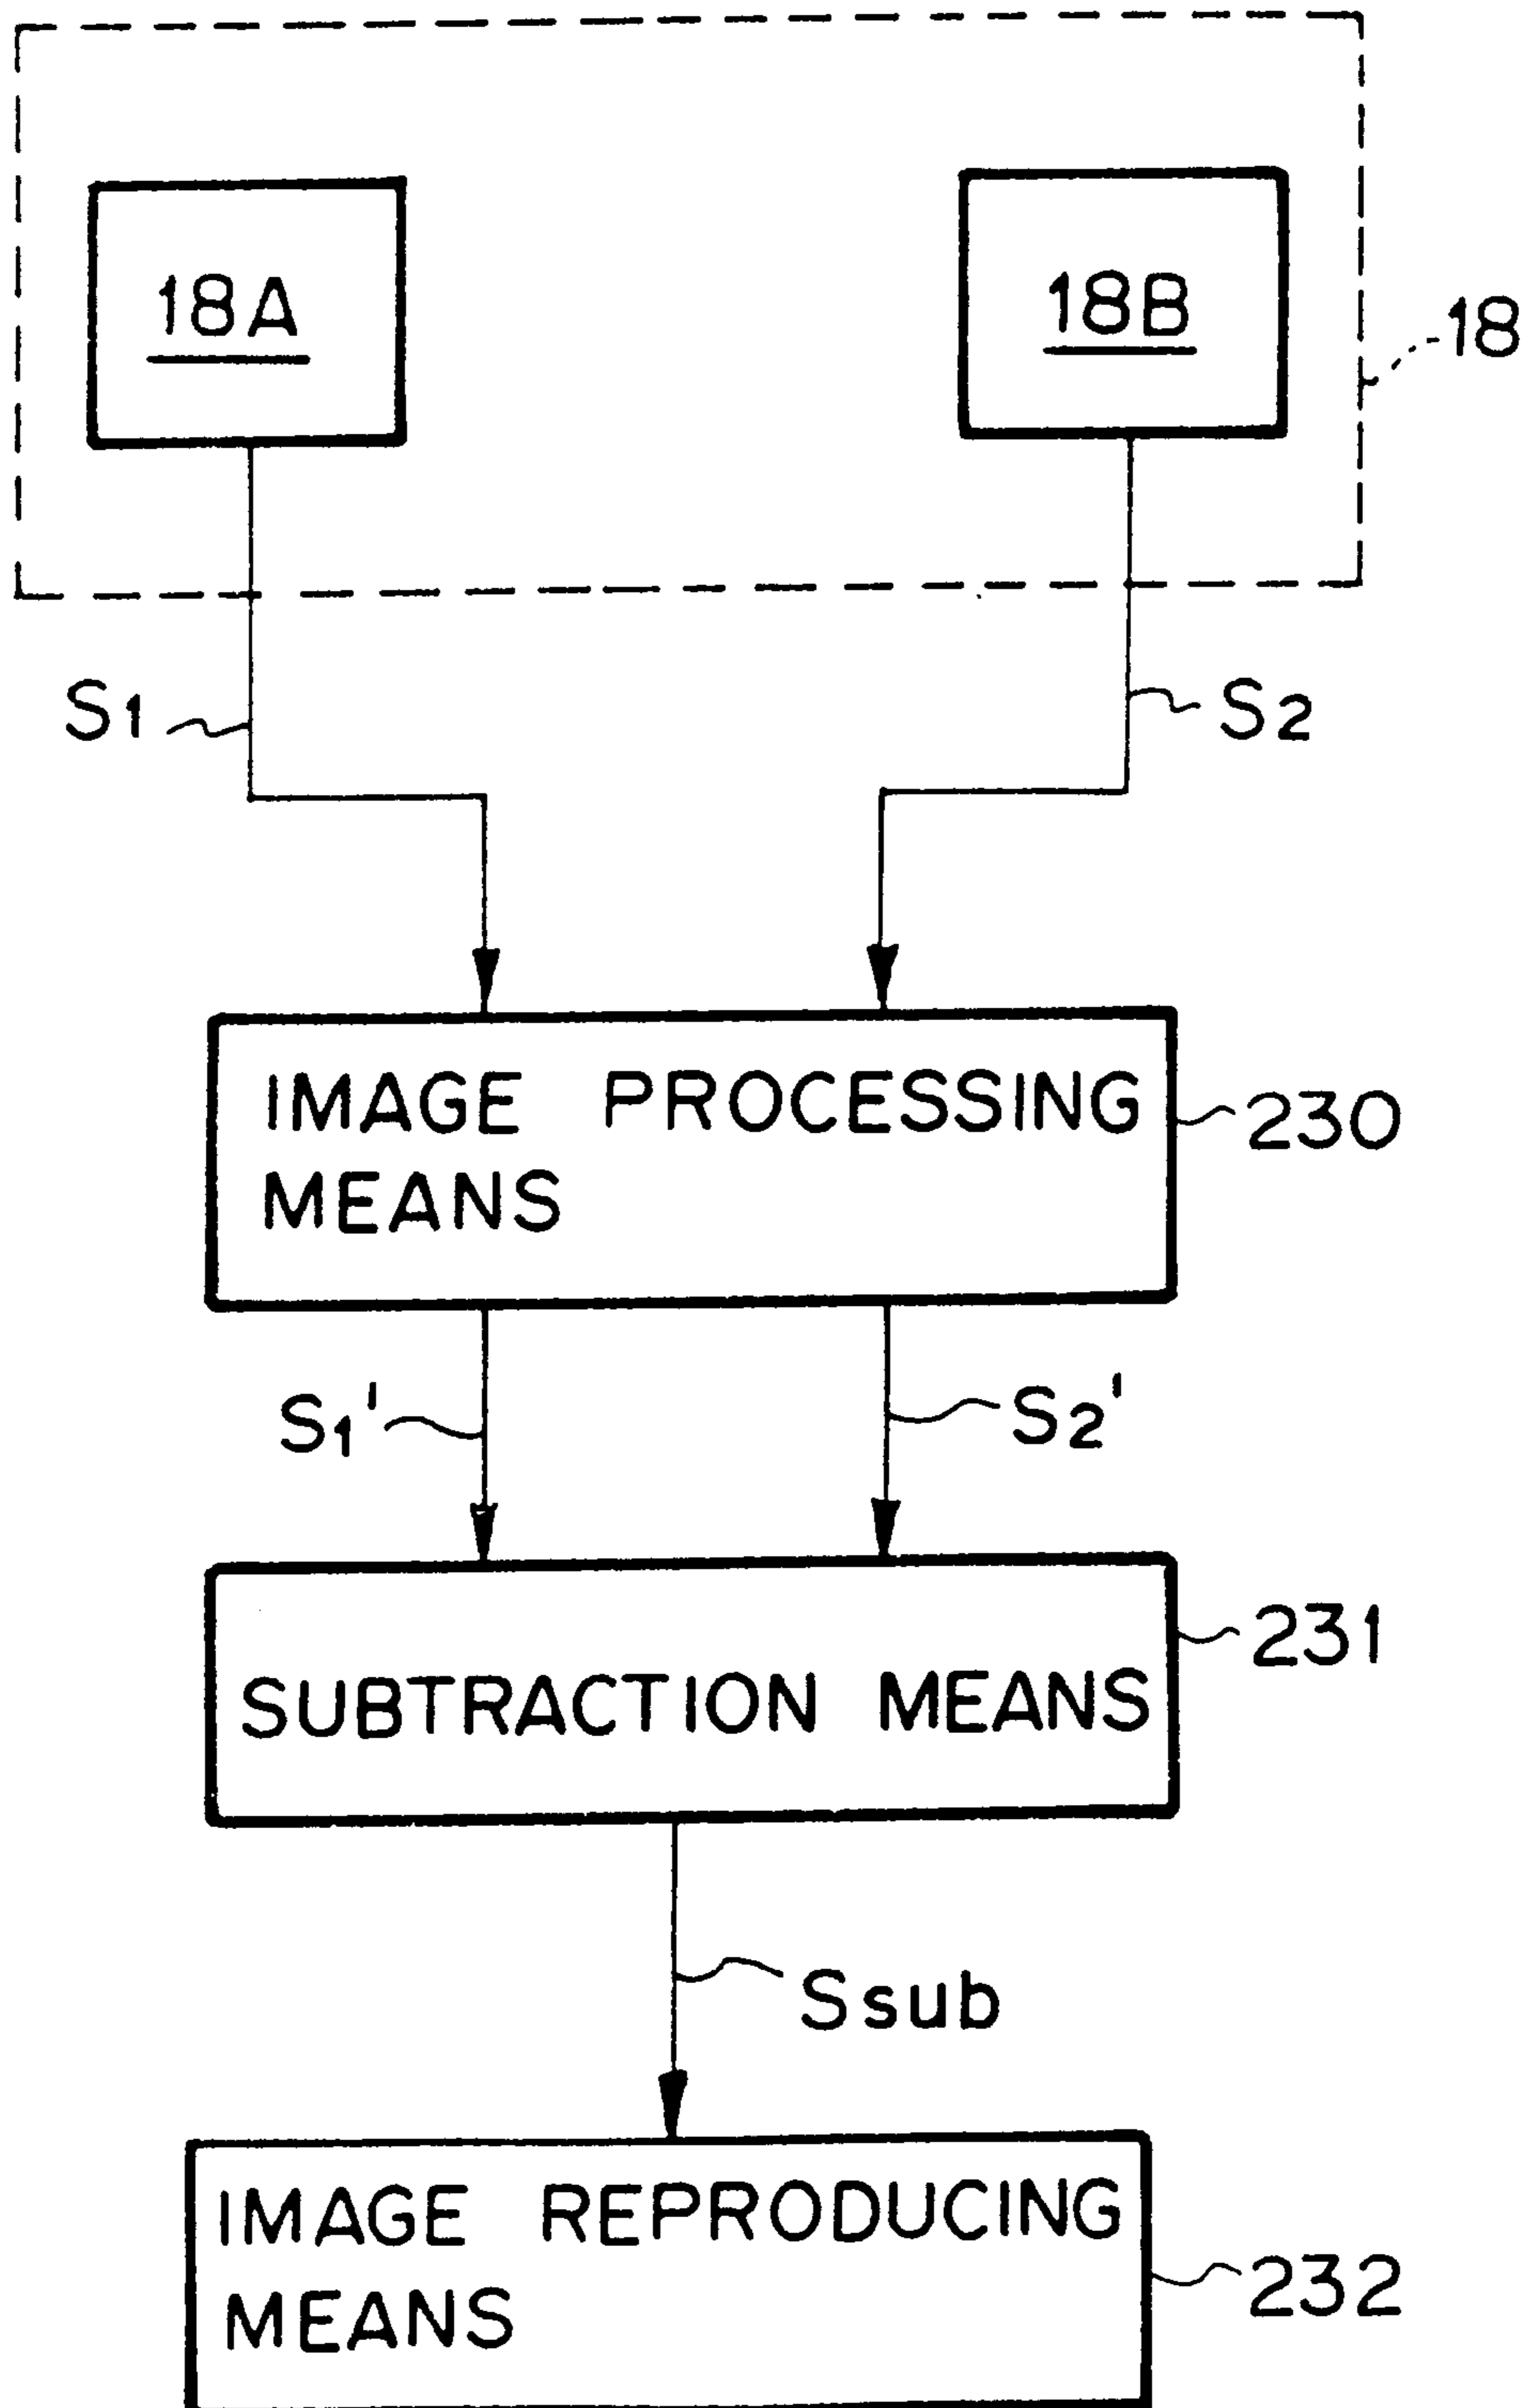 18A
18B
18
S1
S2
IMAGE PROCESSING
MEANS
230
S1'
S2'
231
SUBTRACTION MEANS
Ssub
IMAGE REPRODUCING
MEANS
232